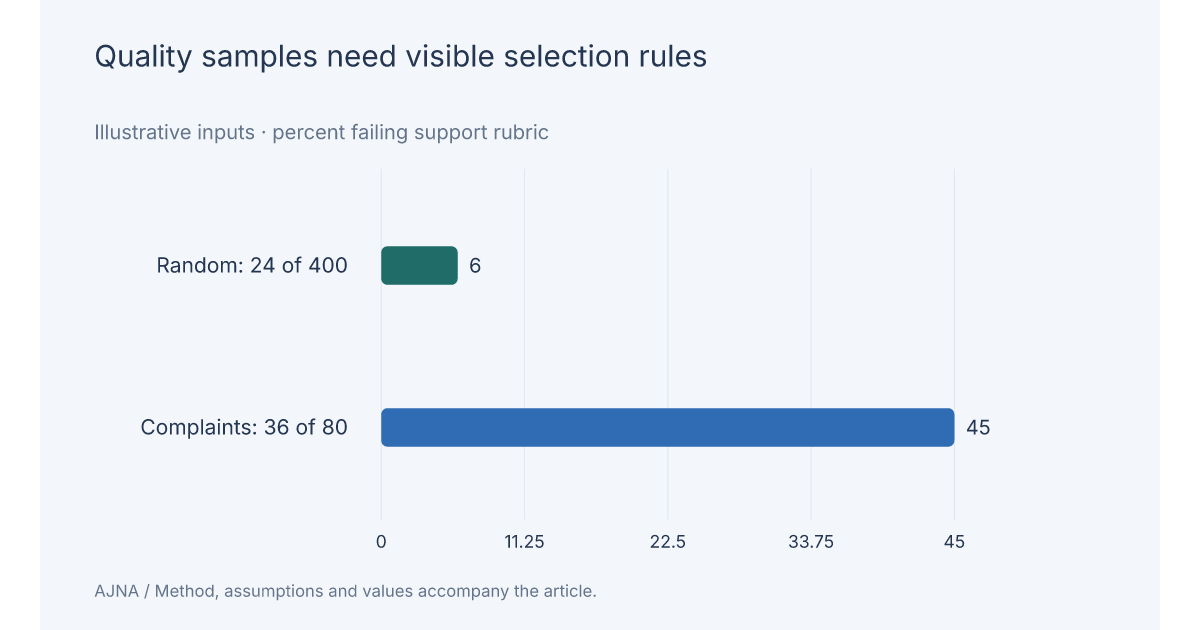 Quality samples need visible selection rules
Illustrative inputs · percent failing support rubric
Random: 24 of 400
6
Complaints: 36 of 80
45
0 11.25 22.5 33.75 45
AJNA / Method, assumptions and values accompany the article.